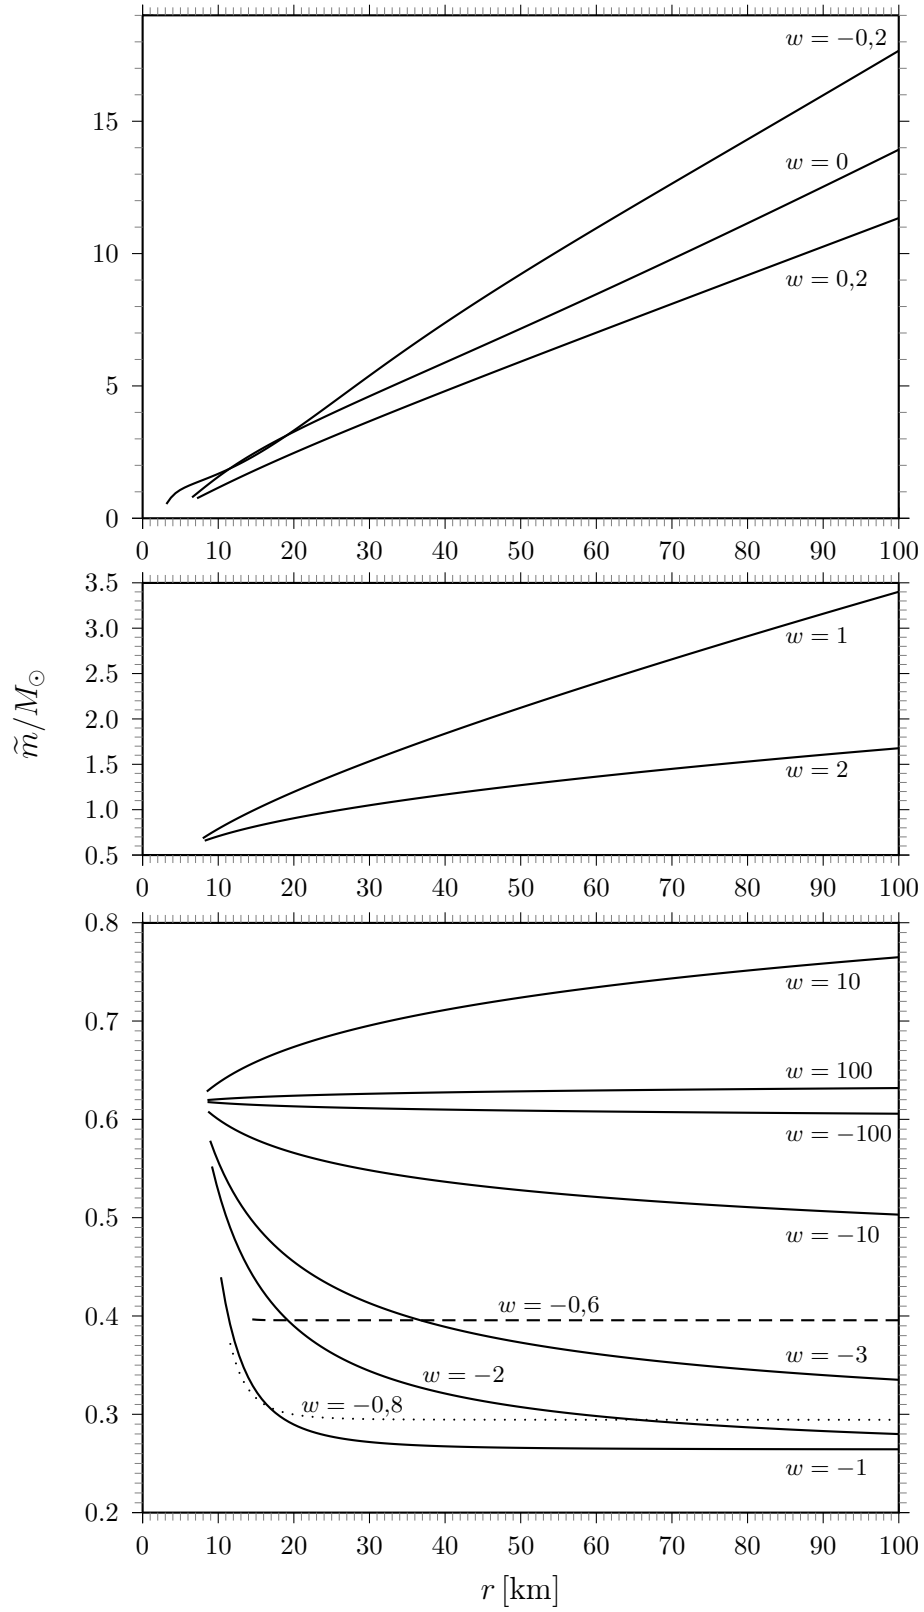 w = −0,2
15
w = 0
10
w = 0,2
5
0
0 10 20 30 40 50 60 70 80 90 100
3.5
3.0
w = 1
2.5
m̃/M☉
2.0
1.5
w = 2
1.0
0.5
0 10 20 30 40 50 60 70 80 90 100
0.8
w = 10
0.7
w = 100
0.6
w = −100
0.5
w = −10
w = −0,6
0.4
w = −3
w = −2
w = −0,8
0.3
w = −1
0.2
0 10 20 30 40 50 60 70 80 90 100
r [km]